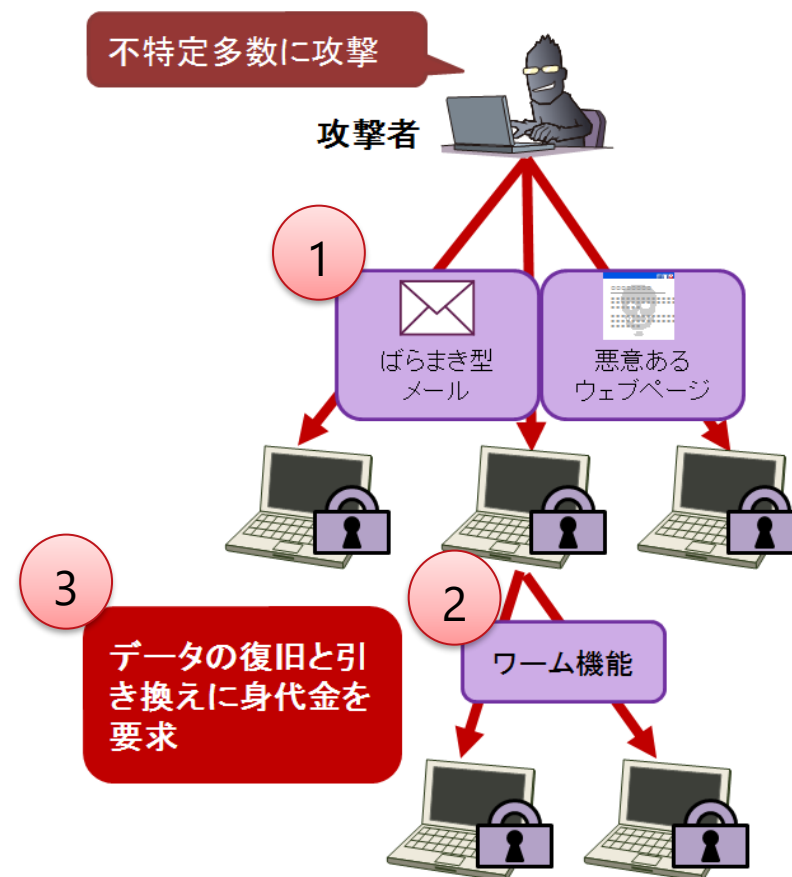 不特定多数に攻撃
攻撃者
1
ばらまき型
メール
悪意ある
ウェブページ
3
2
データの復旧と引
き換えに身代金を
要求
ワーム機能